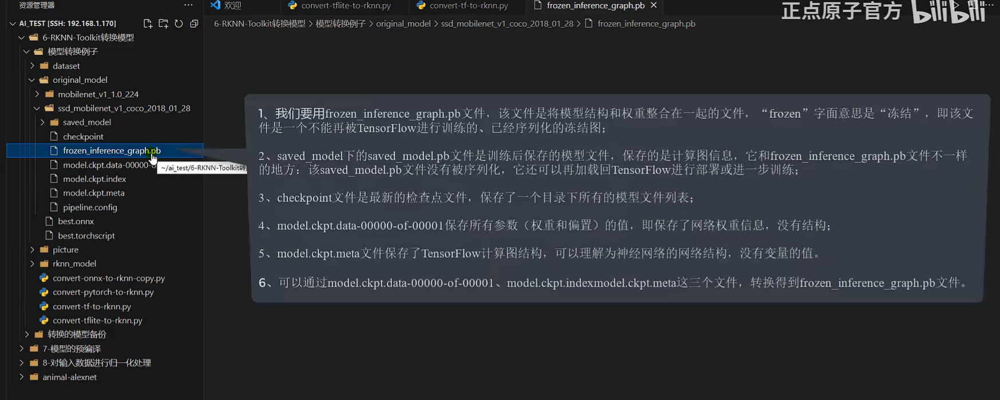 资源管理器
欢迎
convert-tflite-to-rknn.py
convert-tf-to-rknn.py
frozen_inference_graph.pb
正点原子官方
bilibili
AI_TEST [SSH: 192.168.1.170]
6-RKNN-Toolkit转换模型 > 模型转换例子 > original_model > ssd_mobilenet_v1_coco_2018_01_28 > frozen_inference_graph.pb
6-RKNN-Toolkit转换模型
模型转换例子
dataset
original_model
mobilenet_v1_1.0_224
ssd_mobilenet_v1_coco_2018_01_28
saved_model
checkpoint
frozen_inference_graph.pb
model.ckpt.data-00000-o
~/ai_test/6-RKNN-Toolkit转
model.ckpt.index
model.ckpt.meta
pipeline.config
best.onnx
best.torchscript
picture
rknn_model
convert-onnx-to-rknn-copy.py
convert-pytorch-to-rknn.py
convert-tf-to-rknn.py
convert-tflite-to-rknn.py
转换的模型备份
7-模型的预编译
8-对输入数据进行归一化处理
animal-alexnet
1、我们要用frozen_inference_graph.pb文件，该文件是将模型结构和权重整合在一起的文件，“frozen”字面意思是“冻结”，即该文
件是一个不能再被TensorFlow进行训练的、已经序列化的冻结图；
2、saved_model下的saved_model.pb文件是训练后保存的模型文件，保存的是计算图信息，它和frozen_inference_graph.pb文件不一样
的地方：该saved_model.pb文件没有被序列化，它还可以再加载回TensorFlow进行部署或进一步训练；
3、checkpoint文件是最新的检查点文件，保存了一个目录下所有的模型文件列表；
4、model.ckpt.data-00000-of-00001保存所有参数（权重和偏置）的值，即保存了网络权重信息，没有结构；
5、model.ckpt.meta文件保存了TensorFlow计算图结构，可以理解为神经网络的网络结构，没有变量的值。
6、可以通过model.ckpt.data-00000-of-00001、model.ckpt.indexmodel.ckpt.meta这三个文件，转换得到frozen_inference_graph.pb文件。